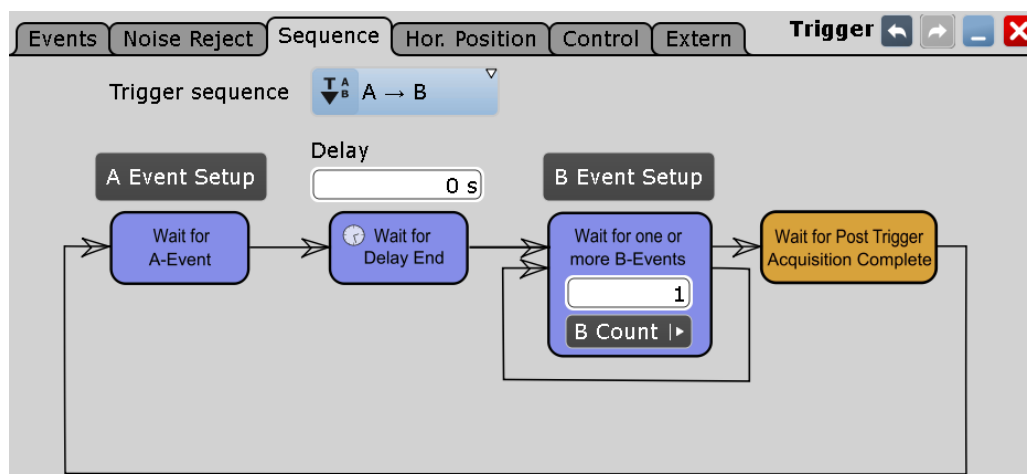 Events Noise Reject Sequence Hor. Position Control Extern Trigger
Trigger sequence T A B A → B
Delay
A Event Setup 0 s B Event Setup
Wait for
A-Event
Wait for
Delay End
Wait for one or
more B-Events
1
B Count
Wait for Post Trigger
Acquisition Complete